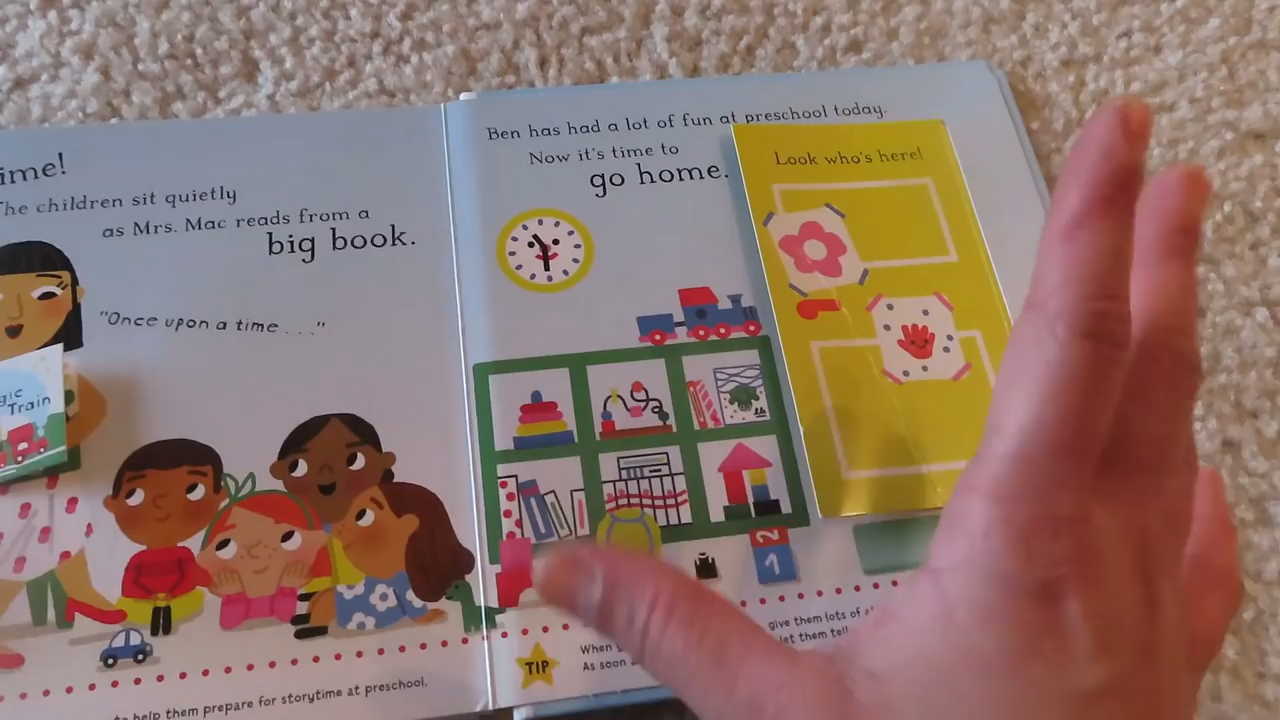 ime!
The children sit quietly
as Mrs. Mac reads from a
big book.
"Once upon a time . . ."
gic
Train
to help them prepare for storytime at preschool.
Ben has had a lot of fun at preschool today.
Now it's time to
go home.
Look who's here!
2
1
TIP
When
As soon
give them lots of
let them tell